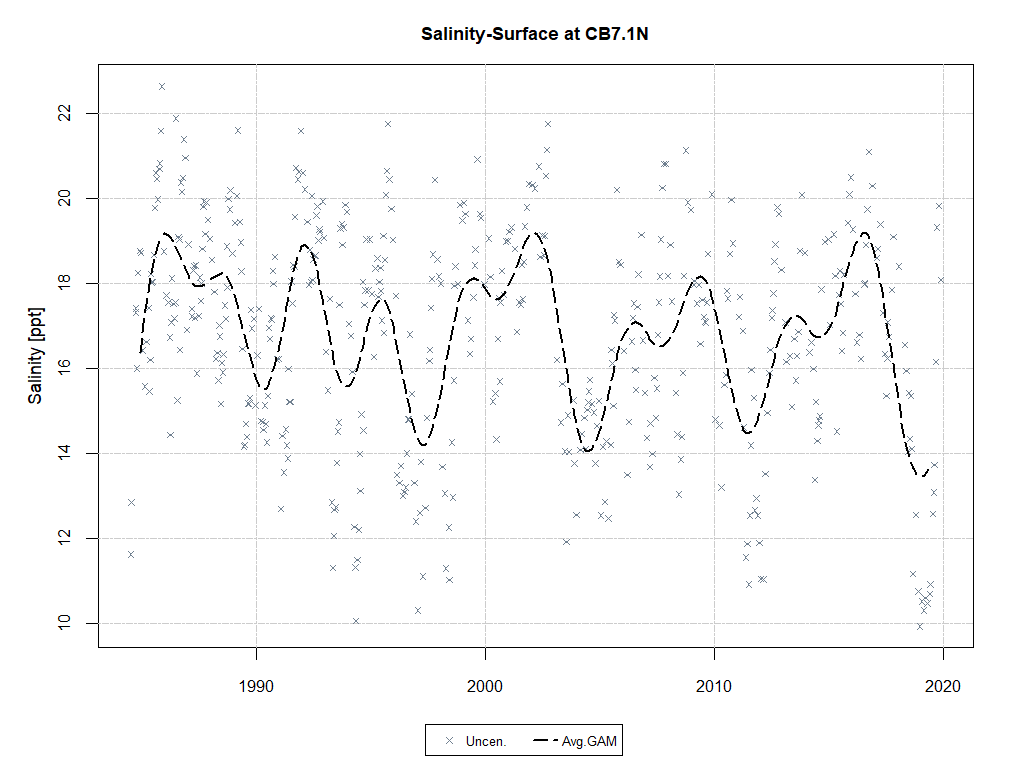 Salinity-Surface at CB7.1N
Salinity [ppt]
22
20
18
16
14
12
10
1990
2000
2010
2020
Uncen.
Avg.GAM